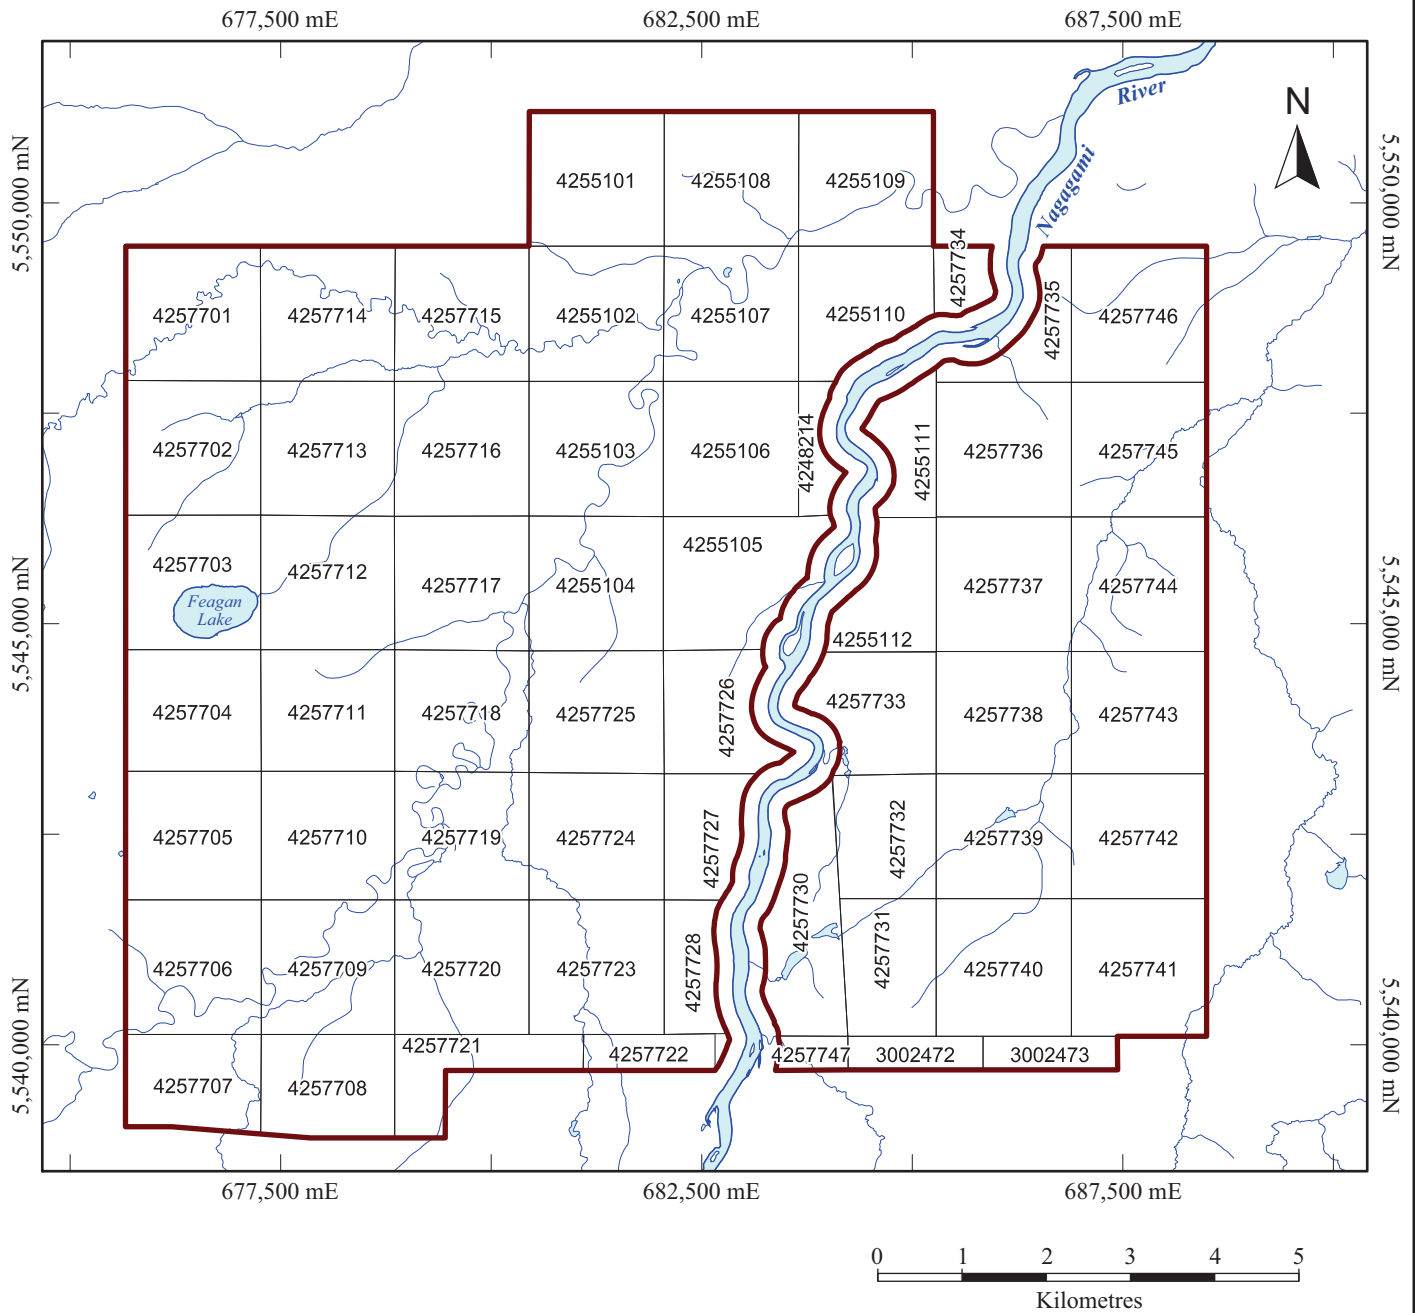 677,500 mE 682,500 mE 687,500 mE
River
N
Nagagami
5,550,000 mN
5,550,000 mN
4255101 4255108 4255109
4257734
4257735
4257701 4257714 4257715 4255102 4255107 4255110 4257746
4248214
4255111
4257702 4257713 4257716 4255103 4255106 4257736 4257745
4255105
4257703 4257712 4257717 4255104 4257737 4257744
Feagan
Lake
5,545,000 mN
5,545,000 mN
4255112
4257726
4257733
4257704 4257711 4257718 4257725 4257738 4257743
4257727
4257732
4257705 4257710 4257719 4257724 4257739 4257742
4257730
4257731
4257728
4257706 4257709 4257720 4257723 4257740 4257741
5,540,000 mN
5,540,000 mN
4257721 4257722 4257747 3002472 3002473
4257707 4257708
677,500 mE 682,500 mE 687,500 mE
0 1 2 3 4 5
Kilometres